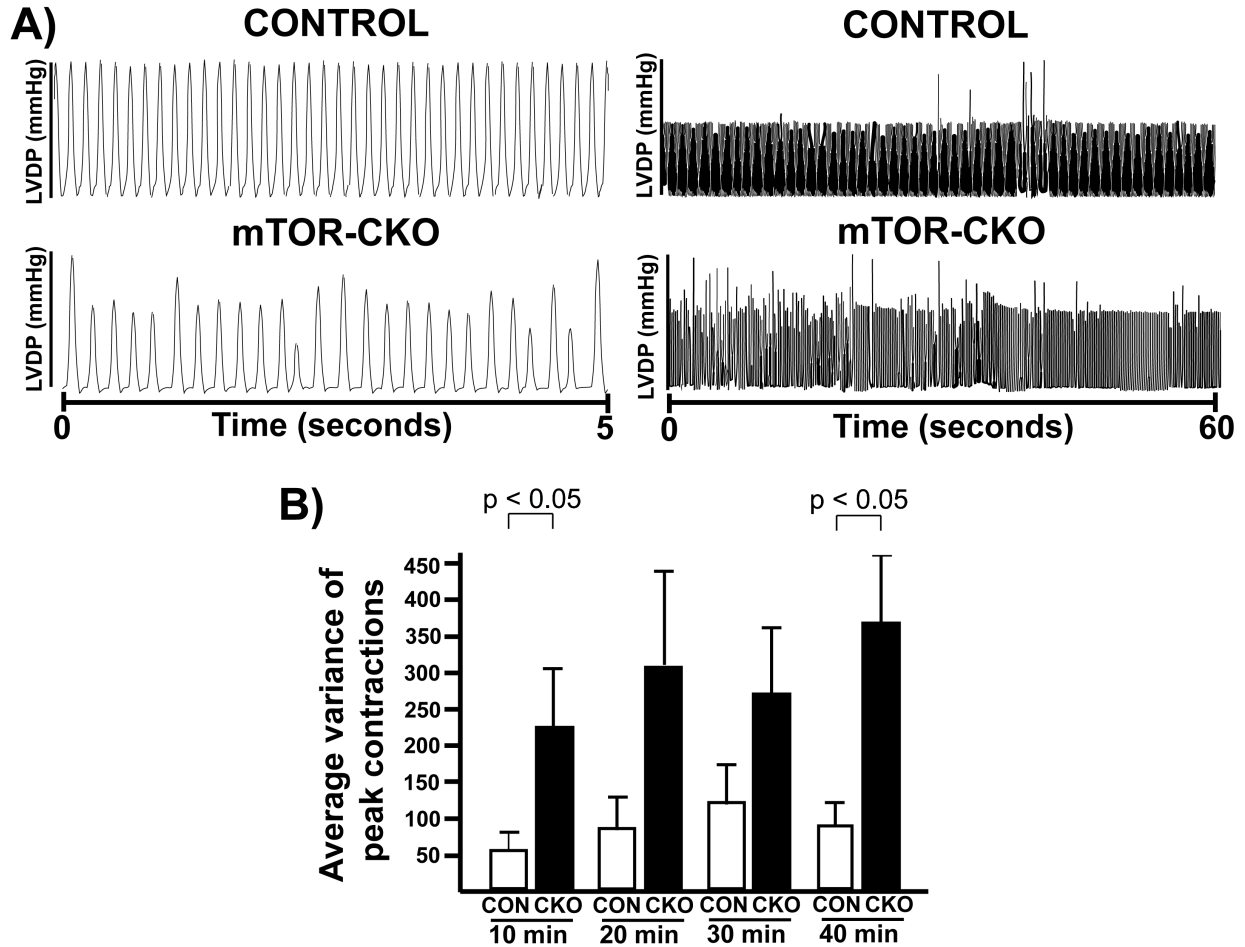 A)
CONTROL
CONTROL
LVDP (mmHg)
LVDP (mmHg)
mTOR-CKO
mTOR-CKO
LVDP (mmHg)
LVDP (mmHg)
0 Time (seconds) 5
0 Time (seconds) 60
B)
p < 0.05
p < 0.05
Average variance of
peak contractions
450
400
350
300
250
200
150
100
50
CON CKO CON CKO CON CKO CON CKO
10 min 20 min 30 min 40 min